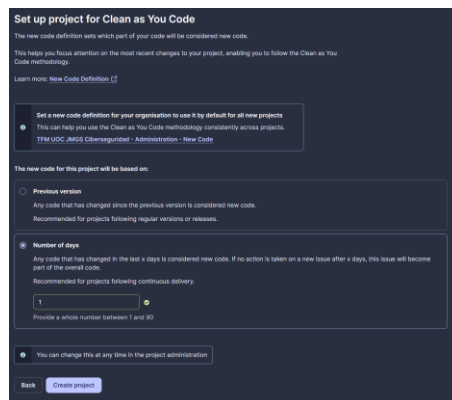 Set up project for Clean as You Code
The new code definition sets which part of your code will be considered new code.
This helps you focus attention on the most recent changes to your project, enabling you to follow the Clean as You
Code methodology.
Learn more: New Code Definition
Set a new code definition for your organisation to use it by default for all new projects
This can help you use the Clean as You Code methodology consistently across projects.
TFM UOC JMGS Ciberseguridad - Administration - New Code
The new code for this project will be based on:
Previous version
Any code that has changed since the previous version is considered new code.
Recommended for projects following regular versions or releases.
Number of days
Any code that has changed in the last x days is considered new code. If no action is taken on a new issue after x days, this issue will become
part of the overall code.
Recommended for projects following continuous delivery.
1
Provide a whole number between 1 and 90
You can change this at any time in the project administration
Back
Create project